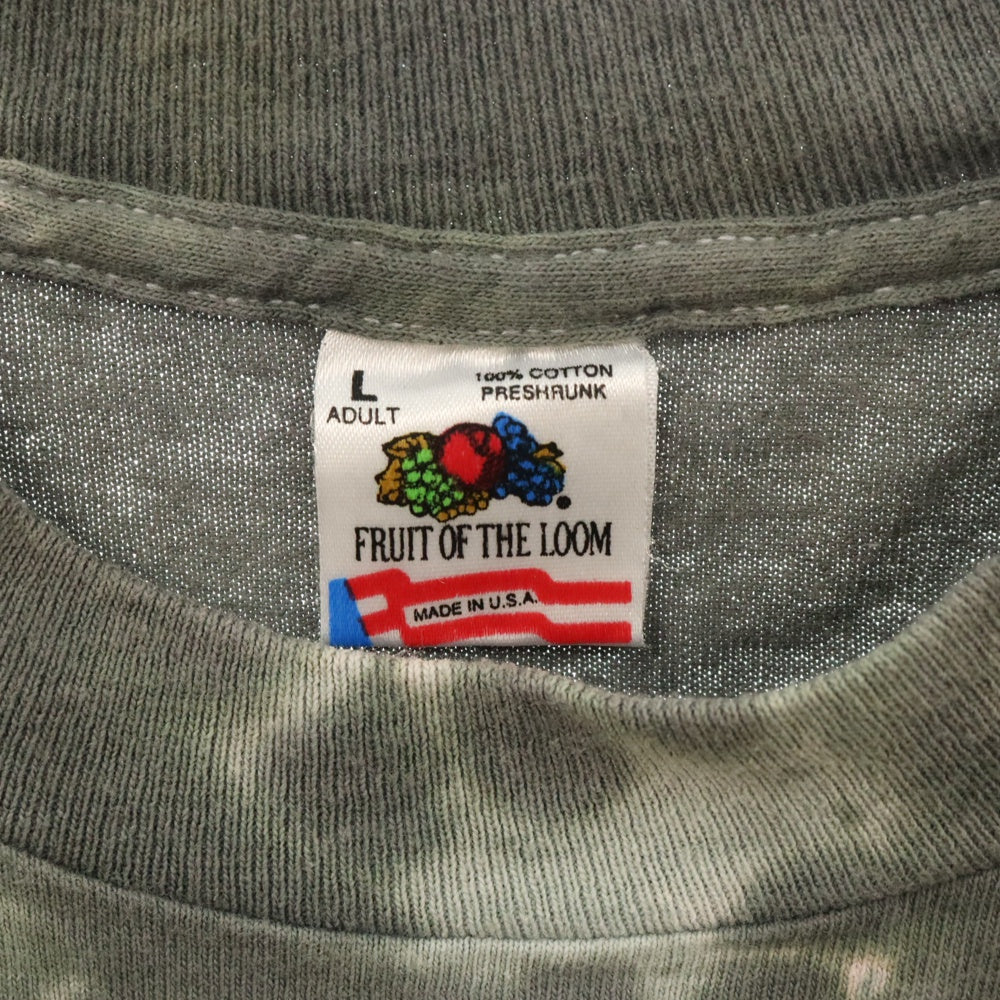 L
ADULT
100% COTTON
PRESHRUNK
FRUIT OF THE LOOM
MADE IN U.S.A.